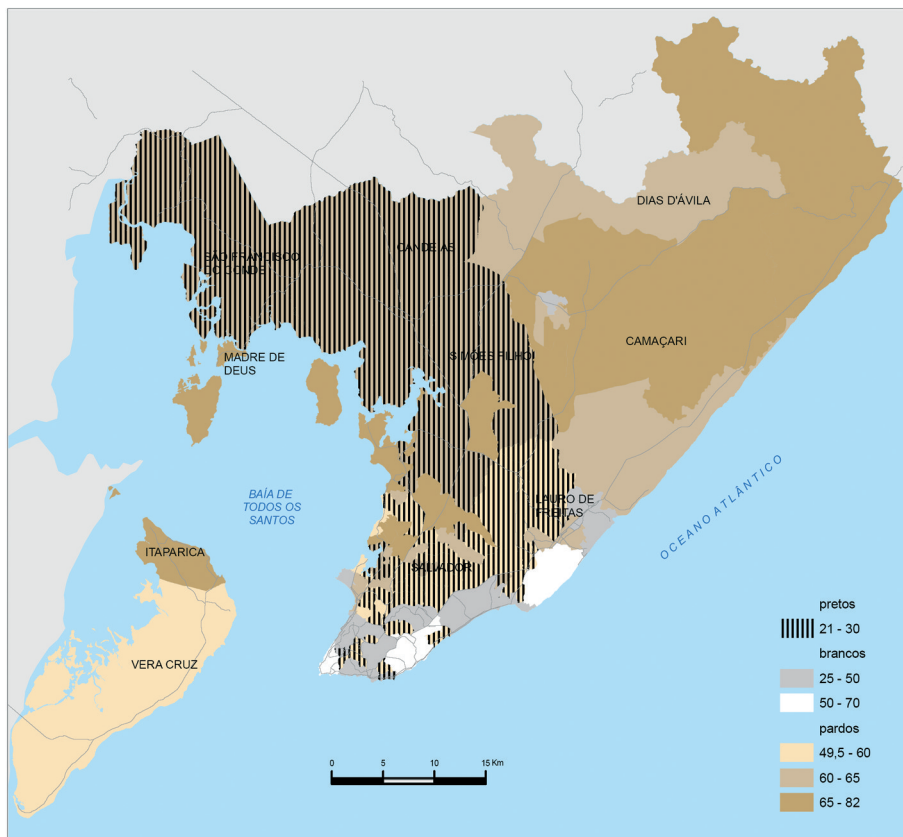 DIAS D'ÁVILA
CANDEIAS
SÃO FRANCISCO
DO CONDE
SIMÕES FILHO
CAMAÇARI
MADRE DE
DEUS
BAÍA DE
TODOS OS
SANTOS
LAURO DE
FREITAS
OCEANO ATLÂNTICO
ITAPARICA
SALVADOR
VERA CRUZ
pretos
21 - 30
brancos
25 - 50
50 - 70
pardos
49,5 - 60
60 - 65
65 - 82
0 5 10 15 Km